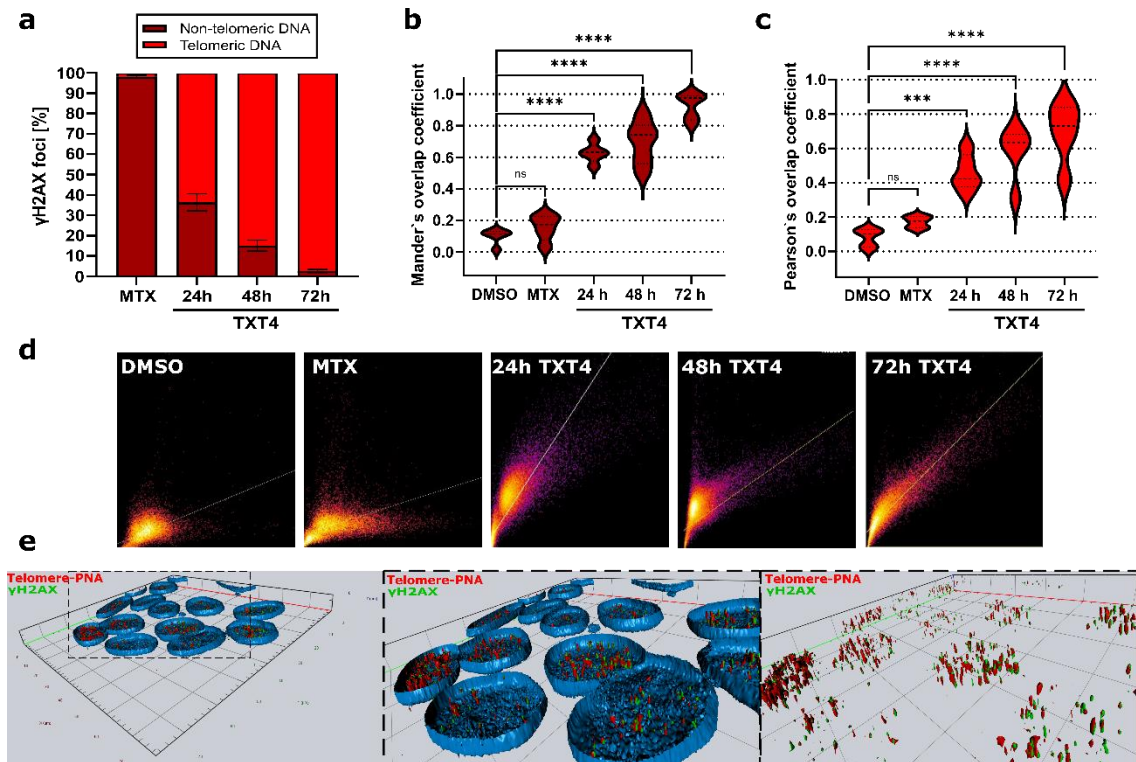 a
Non-telomeric DNA
Telomeric DNA
γH2AX foci [%]
100
90
80
70
60
50
40
30
20
10
0
MTX 24h 48h 72h
TXT4
b
****
****
****
ns
Mander`s overlap coefficient
1.0
0.8
0.6
0.4
0.2
0.0
DMSO MTX 24 h 48 h 72 h
TXT4
c
****
****
***
ns
Pearson`s overlap coefficient
1.0
0.8
0.6
0.4
0.2
0.0
DMSO MTX 24 h 48 h 72 h
TXT4
d
DMSO
MTX
24h TXT4
48h TXT4
72h TXT4
e
Telomere-PNA
γH2AX
Telomere-PNA
γH2AX
Telomere-PNA
γH2AX